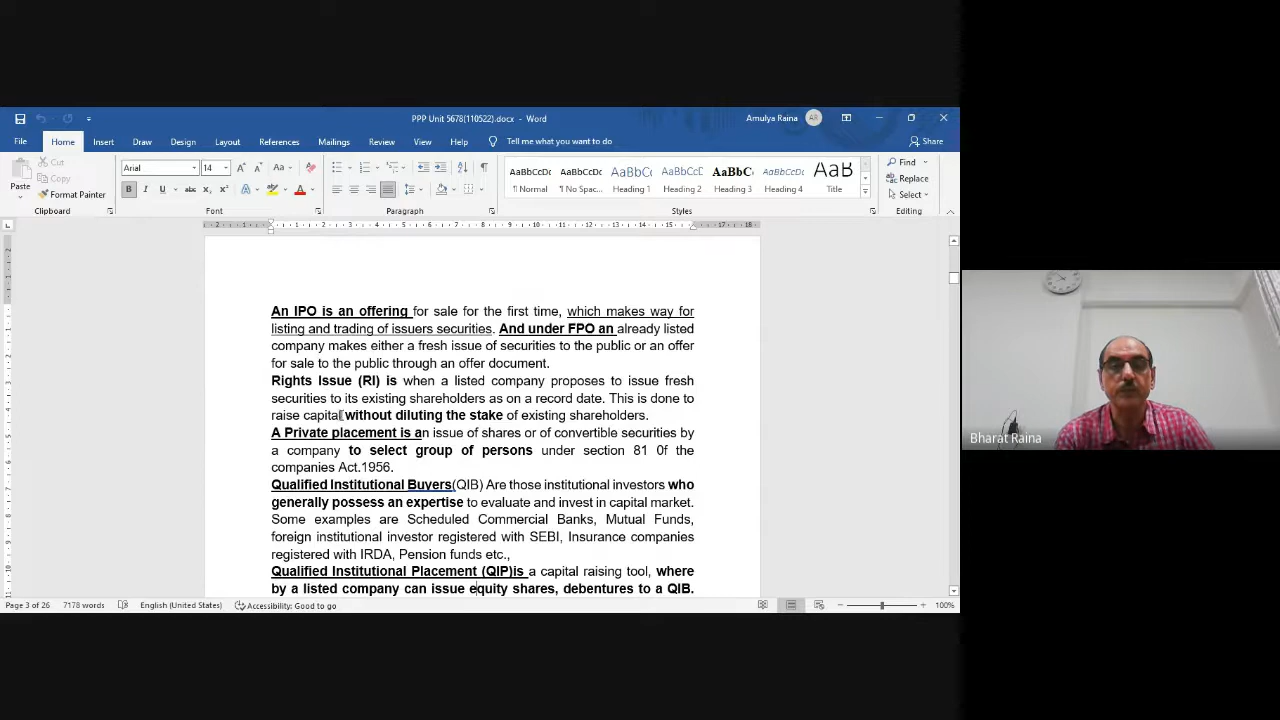 PPP Unit 5678(110522).docx - Word
Amulya Raina
AR
File Home Insert Draw Design Layout References Mailings Review View Help Tell me what you want to do Share
Paste
Cut
Copy
Format Painter
Clipboard
Arial 14
Font
Paragraph
AaBbCcDc AaBbCcDc AaBbCc AaBbCcC AaBbC AaBbCcC AaB
¶ Normal ¶ No Spac... Heading 1 Heading 2 Heading 3 Heading 4 Title
Styles
Find
Replace
Select
Editing
An IPO is an offering for sale for the first time, which makes way for
listing and trading of issuers securities. And under FPO an already listed
company makes either a fresh issue of securities to the public or an offer
for sale to the public through an offer document.
Rights Issue (RI) is when a listed company proposes to issue fresh
securities to its existing shareholders as on a record date. This is done to
raise capital without diluting the stake of existing shareholders.
A Private placement is an issue of shares or of convertible securities by
a company to select group of persons under section 81 0f the
companies Act.1956.
Qualified Institutional Buyers(QIB) Are those institutional investors who
generally possess an expertise to evaluate and invest in capital market.
Some examples are Scheduled Commercial Banks, Mutual Funds,
foreign institutional investor registered with SEBI, Insurance companies
registered with IRDA, Pension funds etc.,
Qualified Institutional Placement (QIP)is a capital raising tool, where
by a listed company can issue equity shares, debentures to a QIB.
Page 3 of 26 7178 words English (United States) Accessibility: Good to go 100%
Bharat Raina